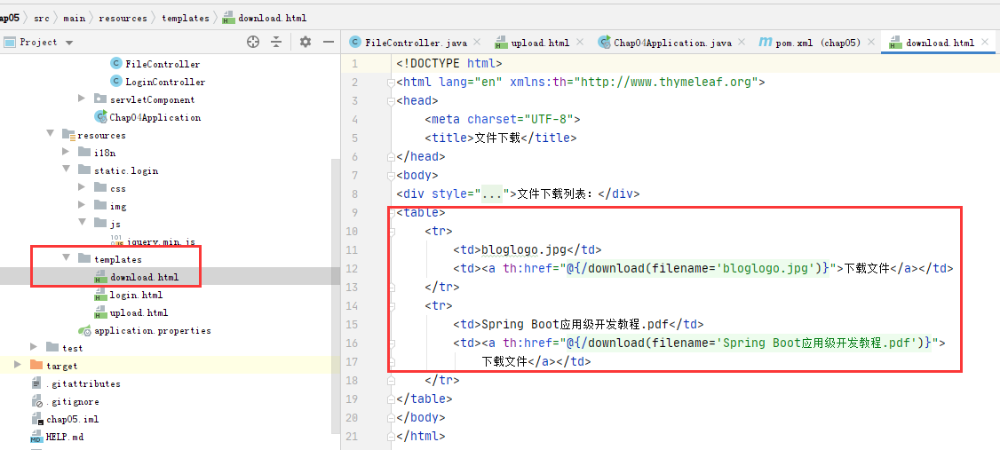 ap05 src main resources templates download.html
Project
FileController.java upload.html Chap04Application.java pom.xml (chap05) download.html
FileController
LoginController
servletComponent
Chap04Application
resources
i18n
static.login
css
img
js
jquery.min.js
templates
download.html
login.html
upload.html
application.properties
test
target
.gitattributes
.gitignore
chap05.iml
HELP.md
1 <!DOCTYPE html>
2 <html lang="en" xmlns:th="http://www.thymeleaf.org">
3 <head>
4 <meta charset="UTF-8">
5 <title>文件下载</title>
6 </head>
7 <body>
8 <div style="...">文件下载列表：</div>
9 <table>
10 <tr>
11 <td>bloglogo.jpg</td>
12 <td><a th:href="@{/download(filename='bloglogo.jpg')}">下载文件</a></td>
13 </tr>
14 <tr>
15 <td>Spring Boot应用级开发教程.pdf</td>
16 <td><a th:href="@{/download(filename='Spring Boot应用级开发教程.pdf')}">
17 下载文件</a></td>
18 </tr>
19 </table>
20 </body>
21 </html>